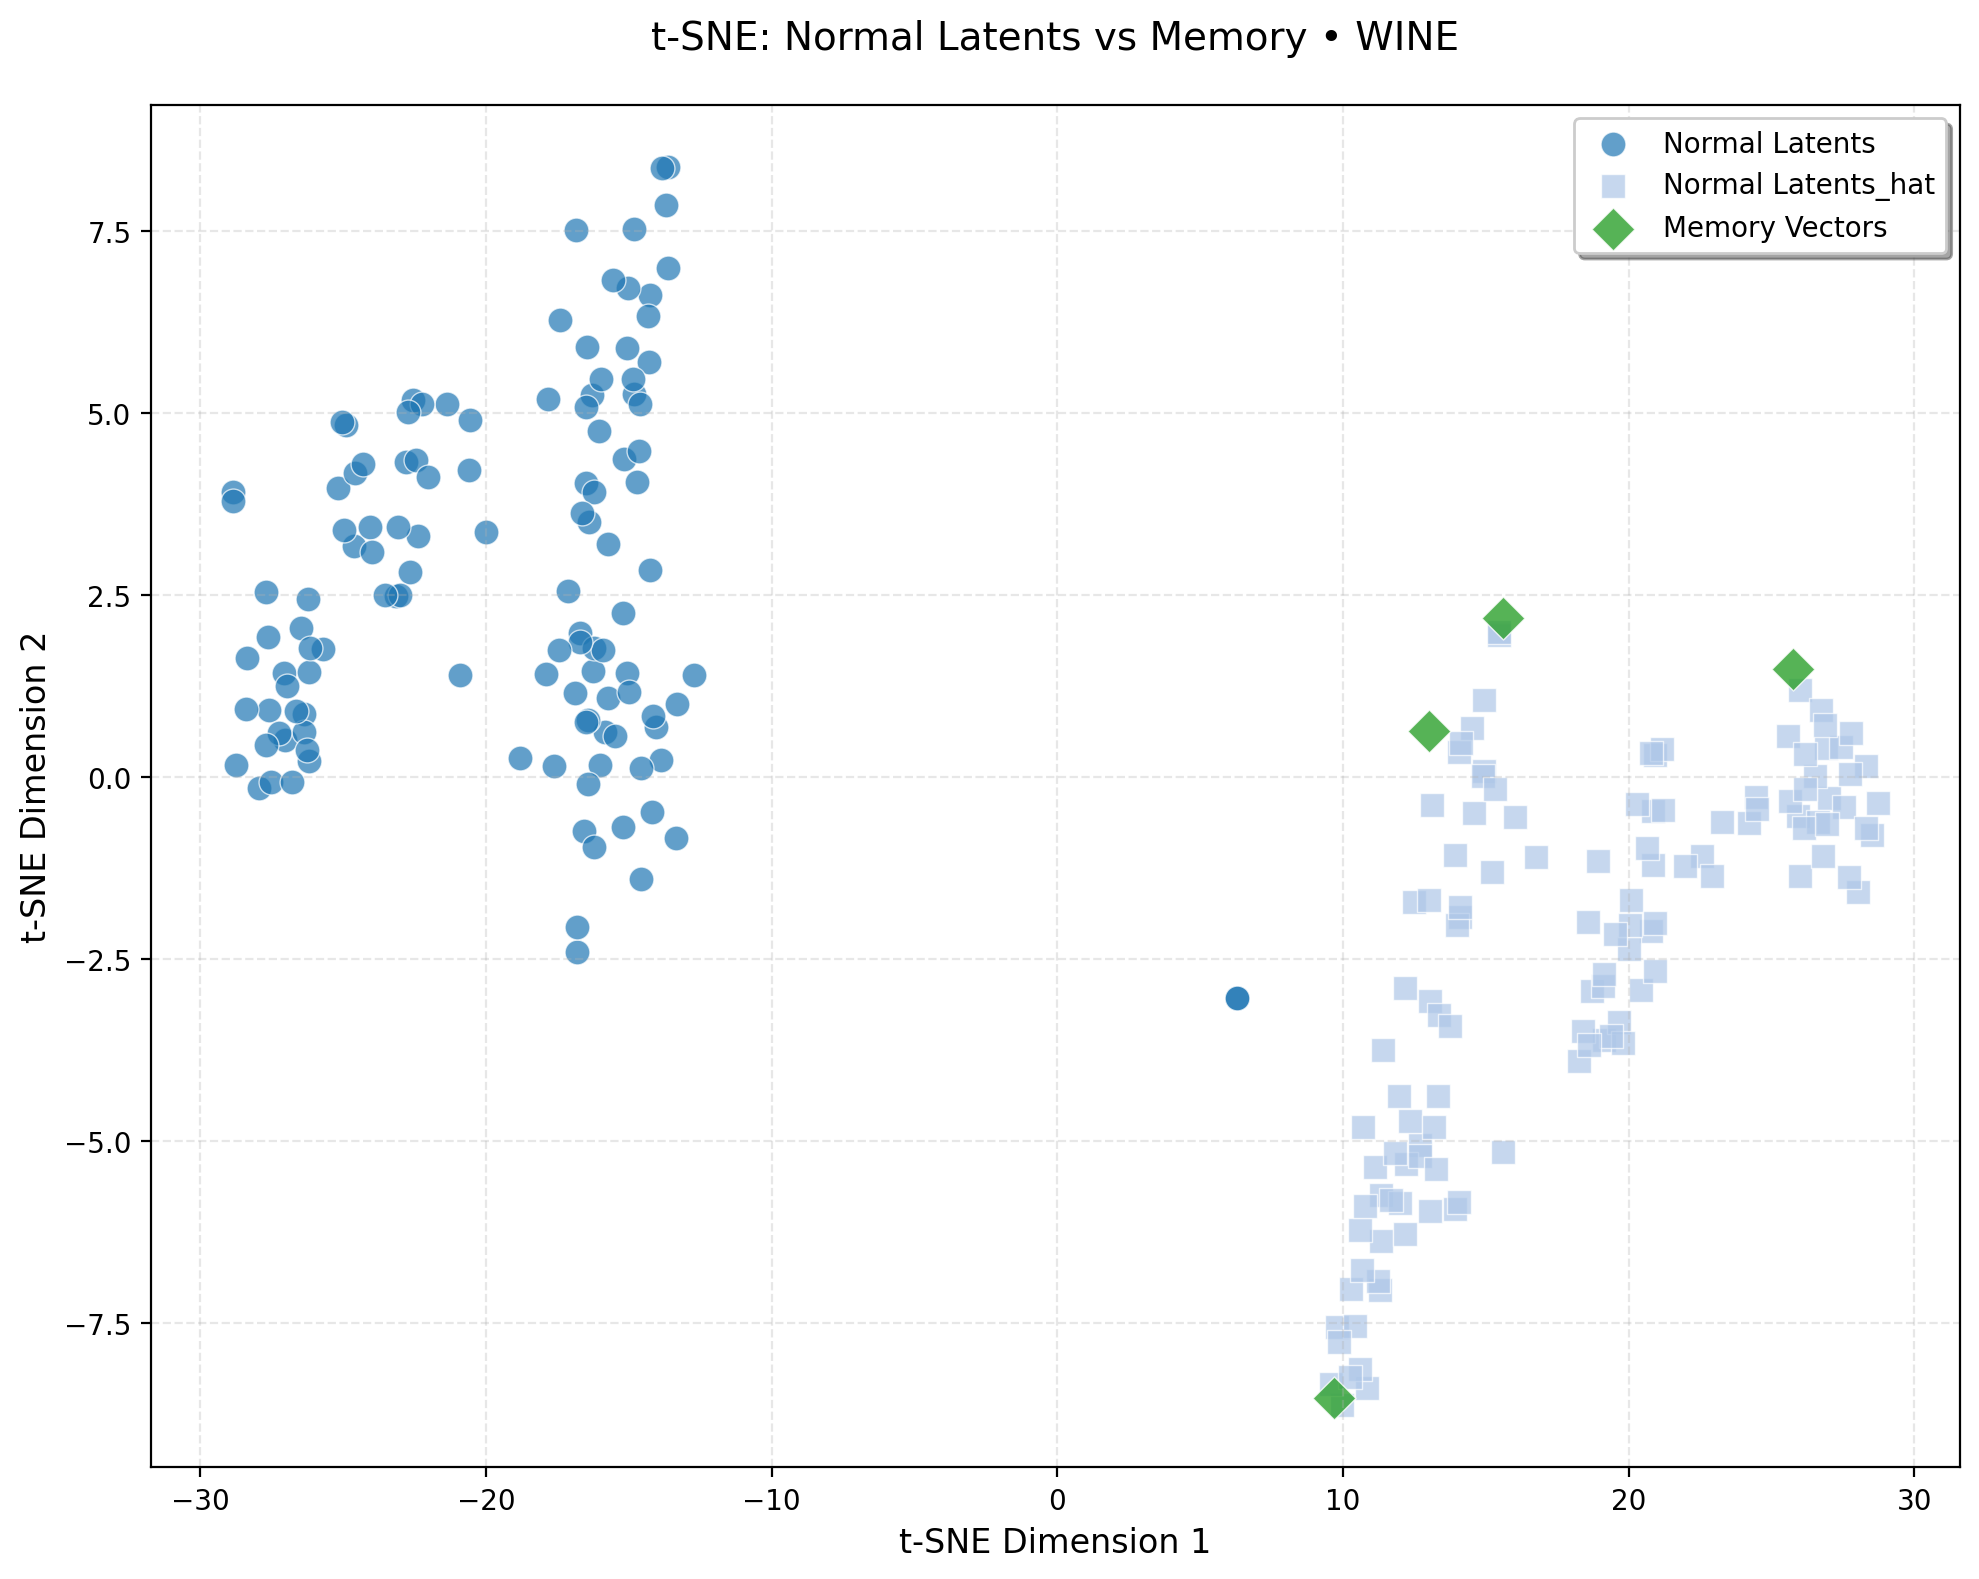 t-SNE: Normal Latents vs Memory • WINE
Normal Latents
Normal Latents_hat
Memory Vectors
t-SNE Dimension 2
7.5
5.0
2.5
0.0
−2.5
−5.0
−7.5
−30
−20
−10
0
10
20
30
t-SNE Dimension 1